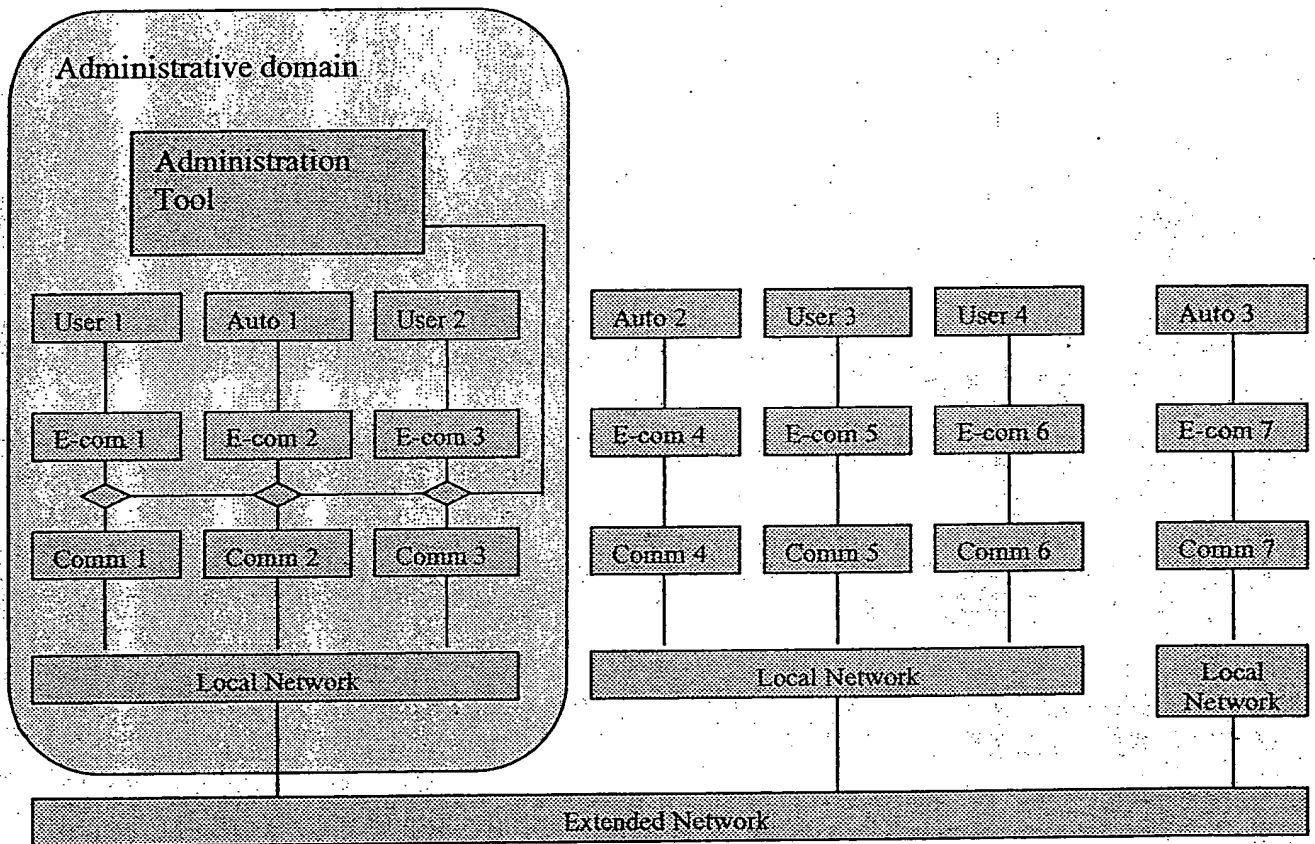 Administrative domain
Administration
Tool
User 1
Auto 1
User 2
Auto 2
User 3
User 4
Auto 3
E-com 1
E-com 2
E-com 3
E-com 4
E-com 5
E-com 6
E-com 7
Comm 1
Comm 2
Comm 3
Comm 4
Comm 5
Comm 6
Comm 7
Local Network
Local Network
Local
Network
Extended Network